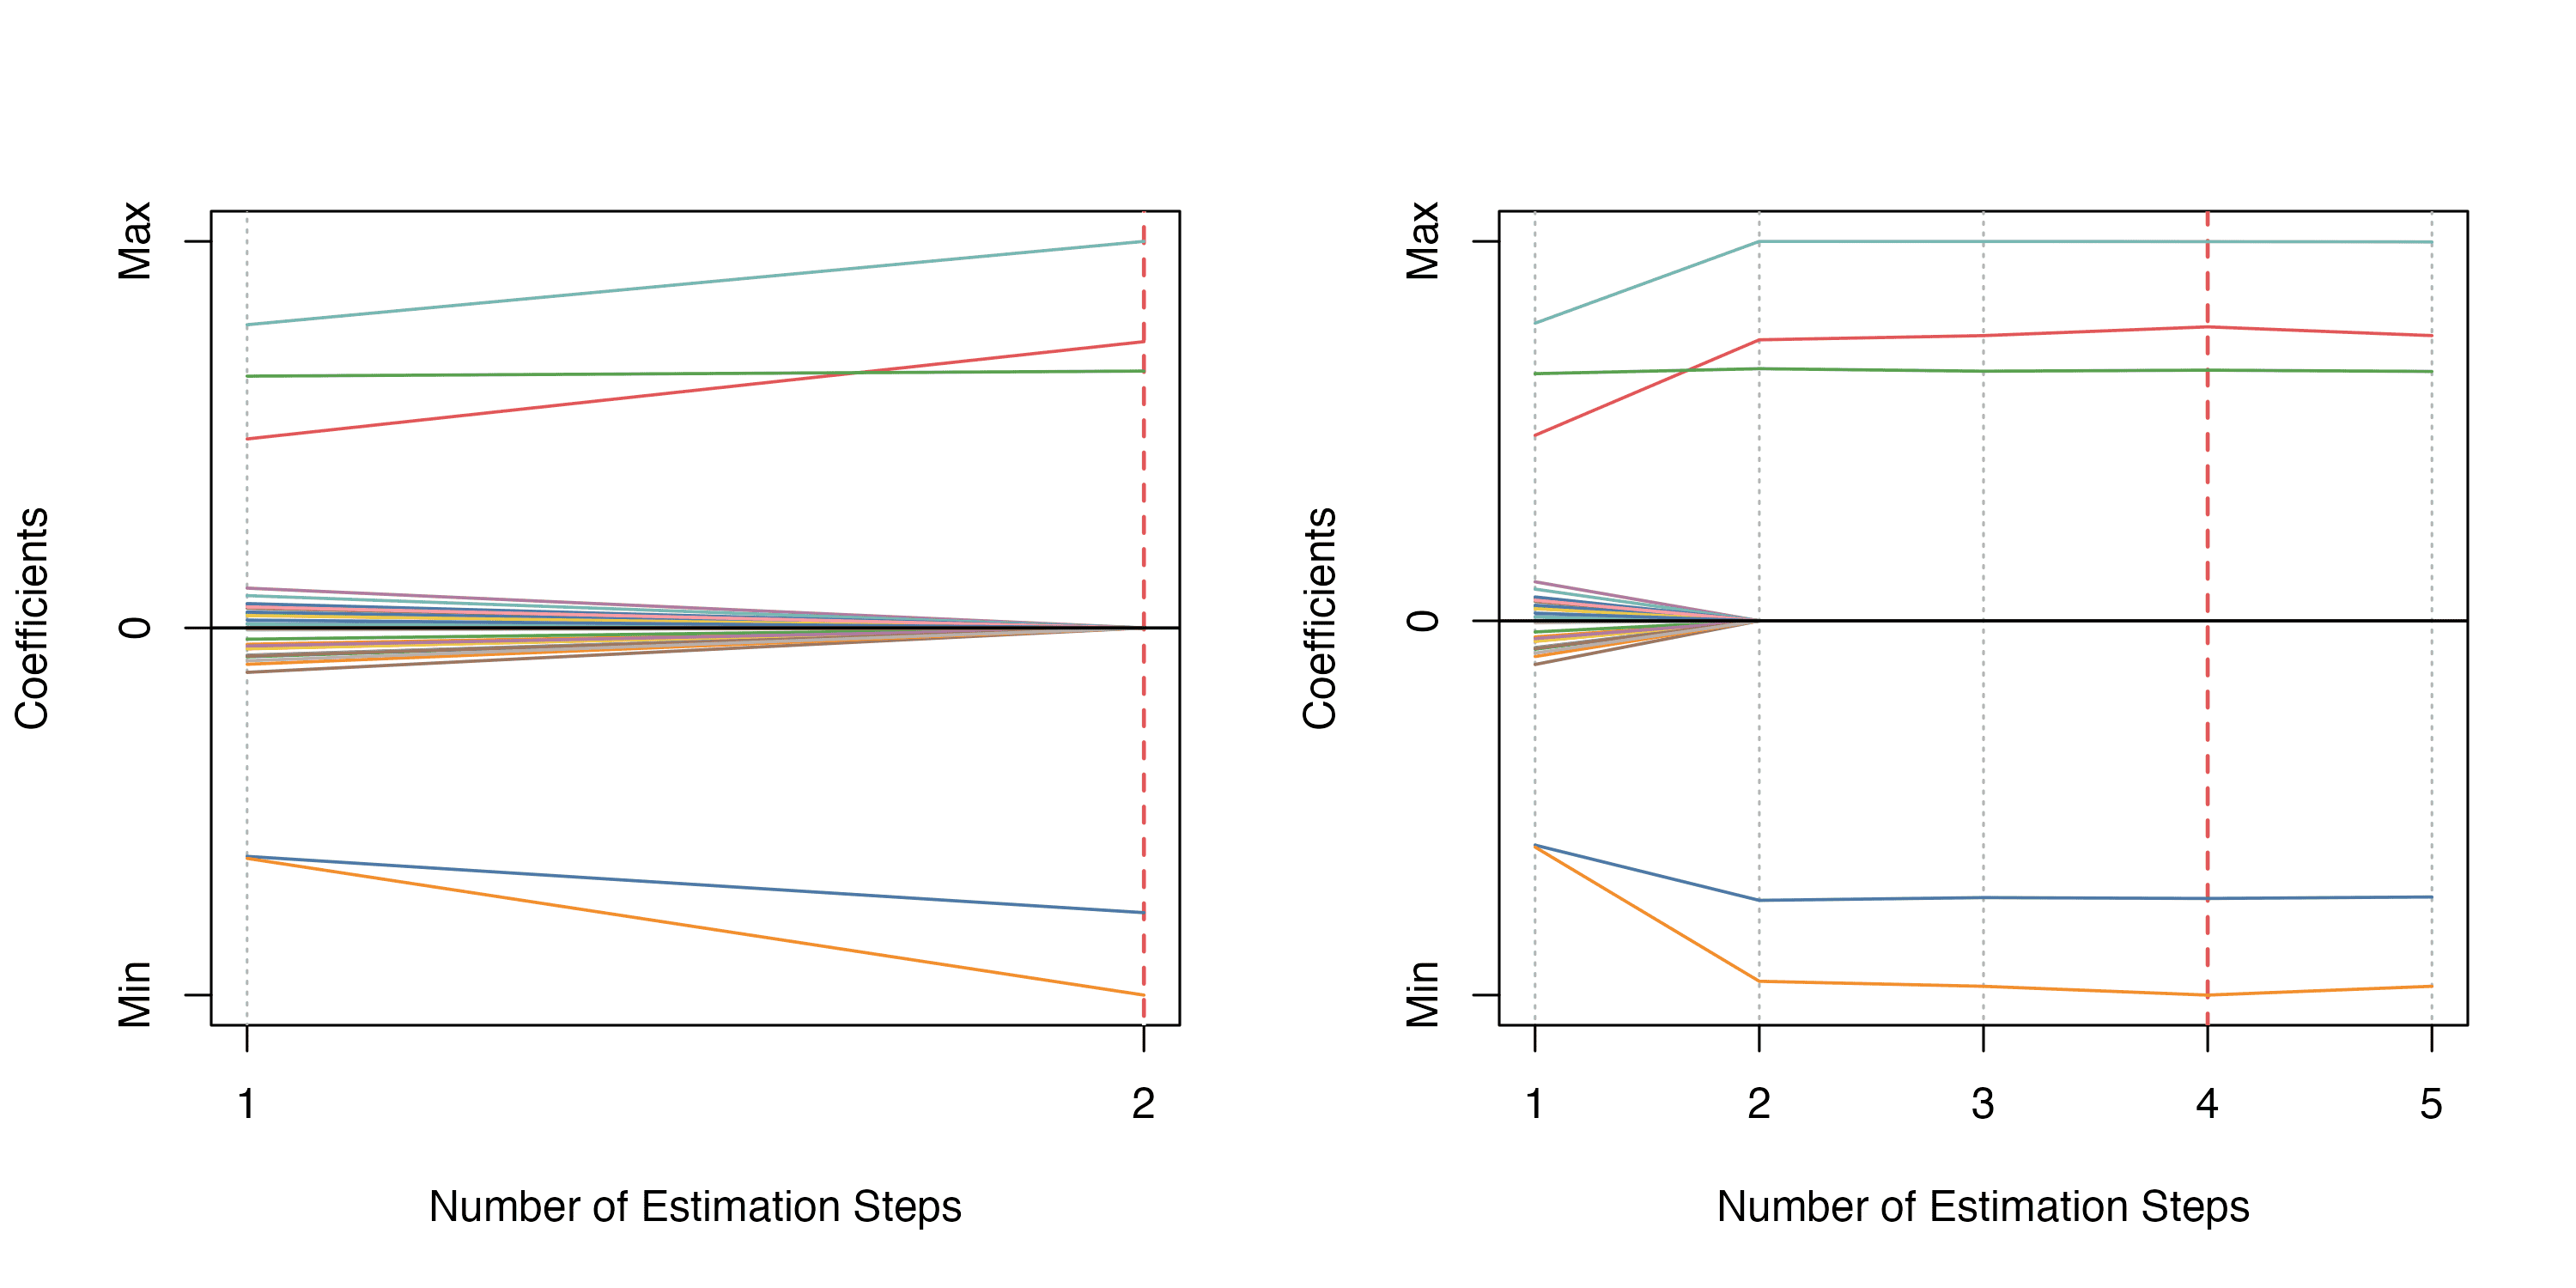 Coefficients
Max
0
Min
1 2
Number of Estimation Steps
Coefficients
Max
0
Min
1 2 3 4 5
Number of Estimation Steps